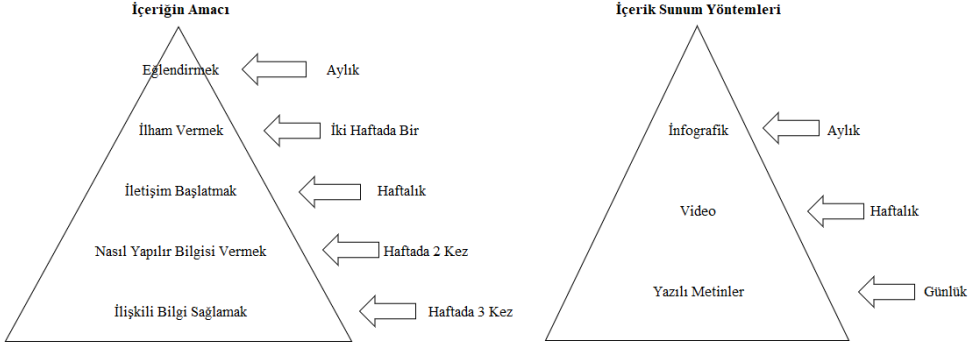 İçeriğin Amacı
Eğlendirmek
Aylık
İlham Vermek
İki Haftada Bir
İletişim Başlatmak
Haftalık
Nasıl Yapılır Bilgisi Vermek
Haftada 2 Kez
İlişkili Bilgi Sağlamak
Haftada 3 Kez
İçerik Sunum Yöntemleri
İnfografik
Aylık
Video
Haftalık
Yazılı Metinler
Günlük